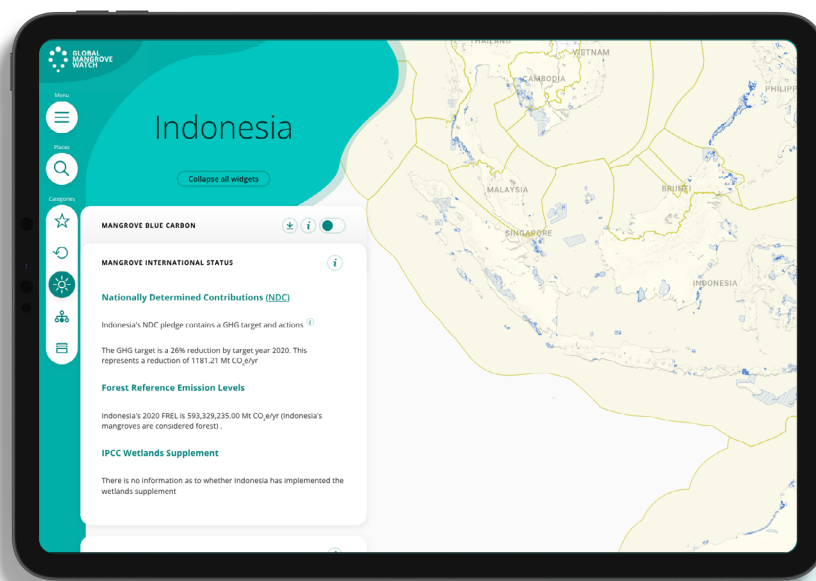 GLOBAL
MANGROVE
WATCH
Menu
Places
Categories
Indonesia
Collapse all widgets
MANGROVE BLUE CARBON
MANGROVE INTERNATIONAL STATUS
Nationally Determined Contributions (NDC)
Indonesia's NDC pledge contains a GHG target and actions
The GHG target is a 26% reduction by target year 2020. This
represents a reduction of 1181.21 Mt CO₂e/yr
Forest Reference Emission Levels
Indonesia's 2020 FREL is 593,329,235.00 Mt CO₂e/yr (Indonesia's
mangroves are considered forest) .
IPCC Wetlands Supplement
There is no information as to whether Indonesia has implemented the
wetlands supplement
THAILAND
VIETNAM
CAMBODIA
PHILIPP
MALAYSIA
BRUNEI
SINGAPORE
INDONESIA